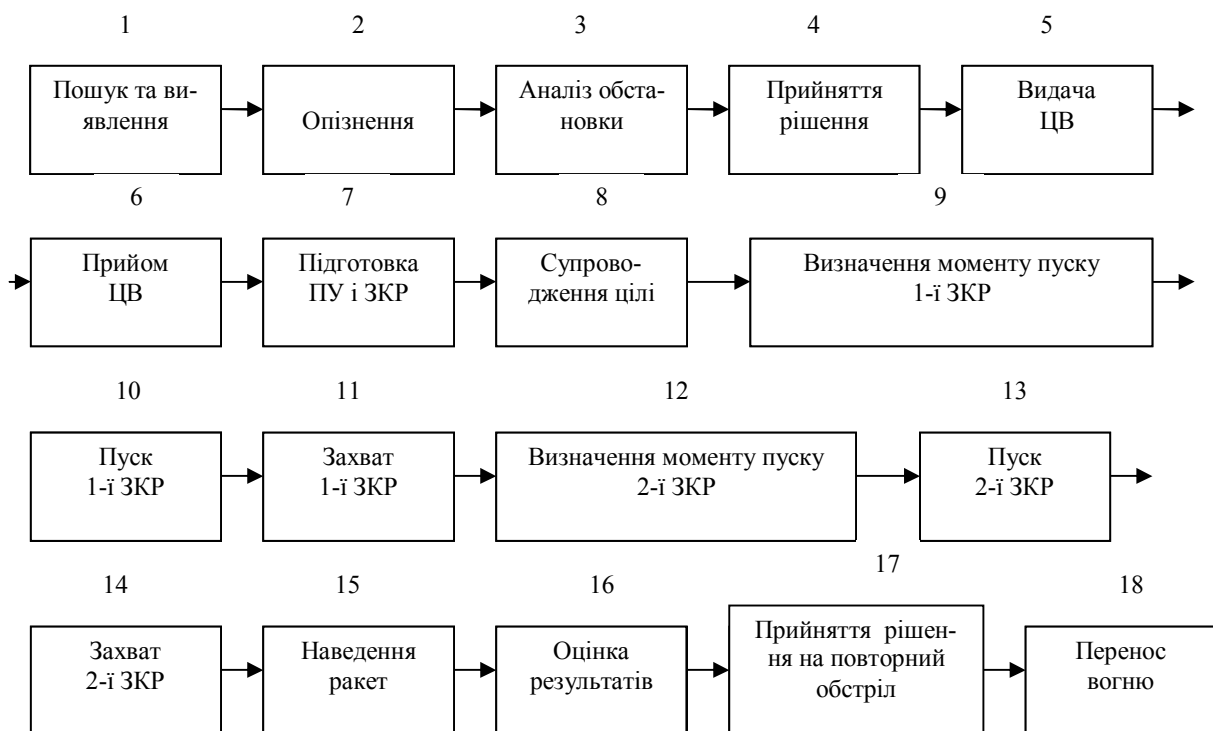 1 2 3 4 5
Пошук та ви-
явлення
Опізнення
Аналіз обста-
новки
Прийняття
рішення
Видача
ЦВ
6 7 8 9
Прийом
ЦВ
Підготовка
ПУ і ЗКР
Супрово-
дження цілі
Визначення моменту пуску
1-ї ЗКР
10 11 12 13
Пуск
1-ї ЗКР
Захват
1-ї ЗКР
Визначення моменту пуску
2-ї ЗКР
Пуск
2-ї ЗКР
14 15 16 17 18
Захват
2-ї ЗКР
Наведення
ракет
Оцінка
результатів
Прийняття рішен-
ня на повторний
обстріл
Перенос
вогню